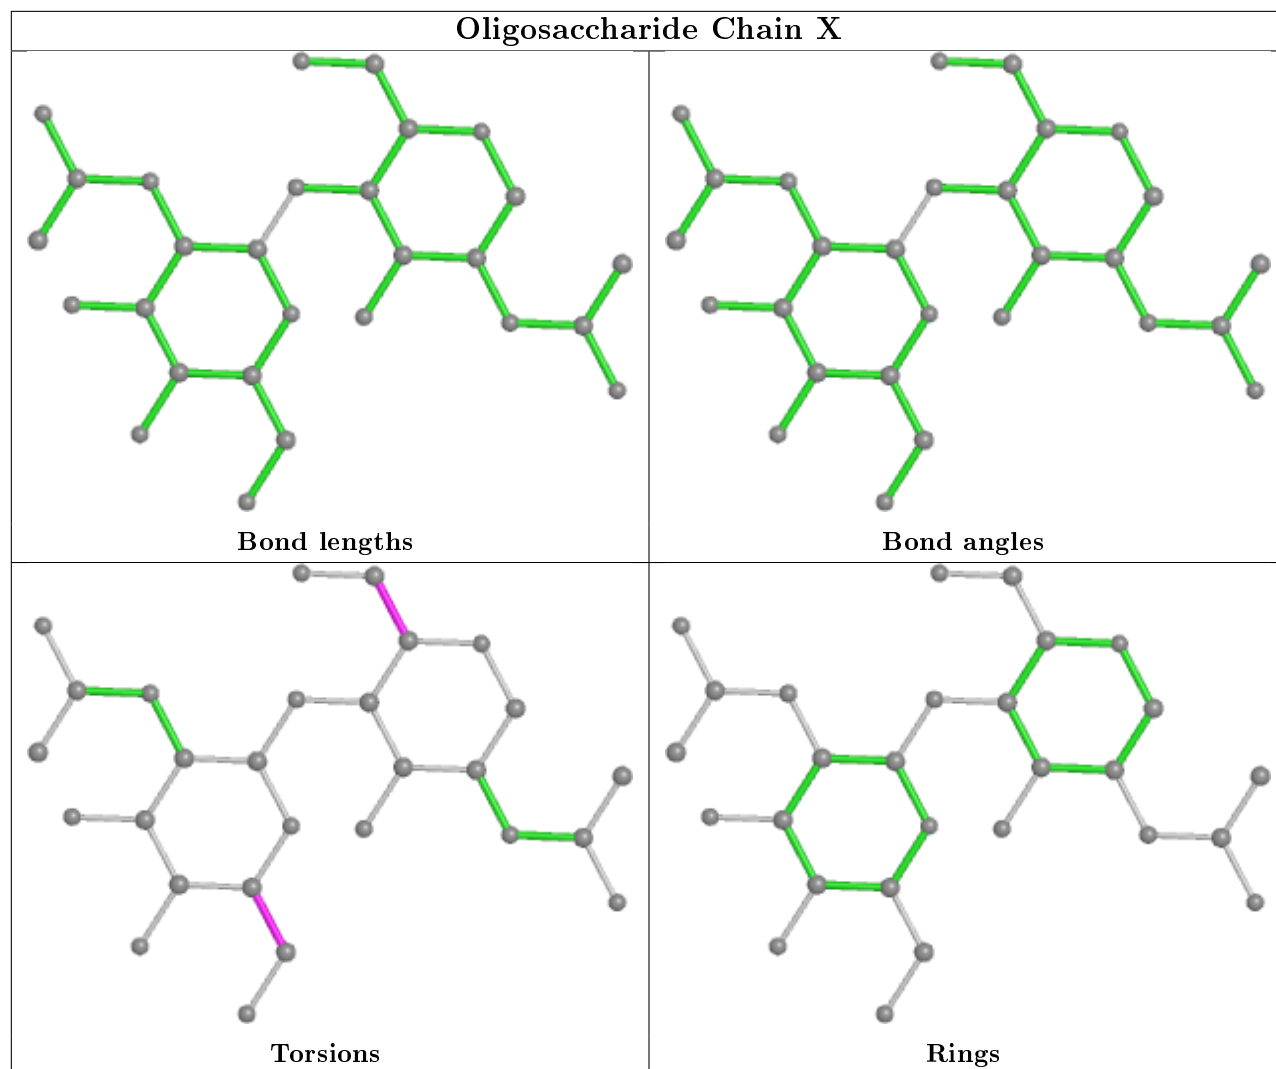 Oligosaccharide Chain X
Bond lengths
Bond angles
Torsions
Rings